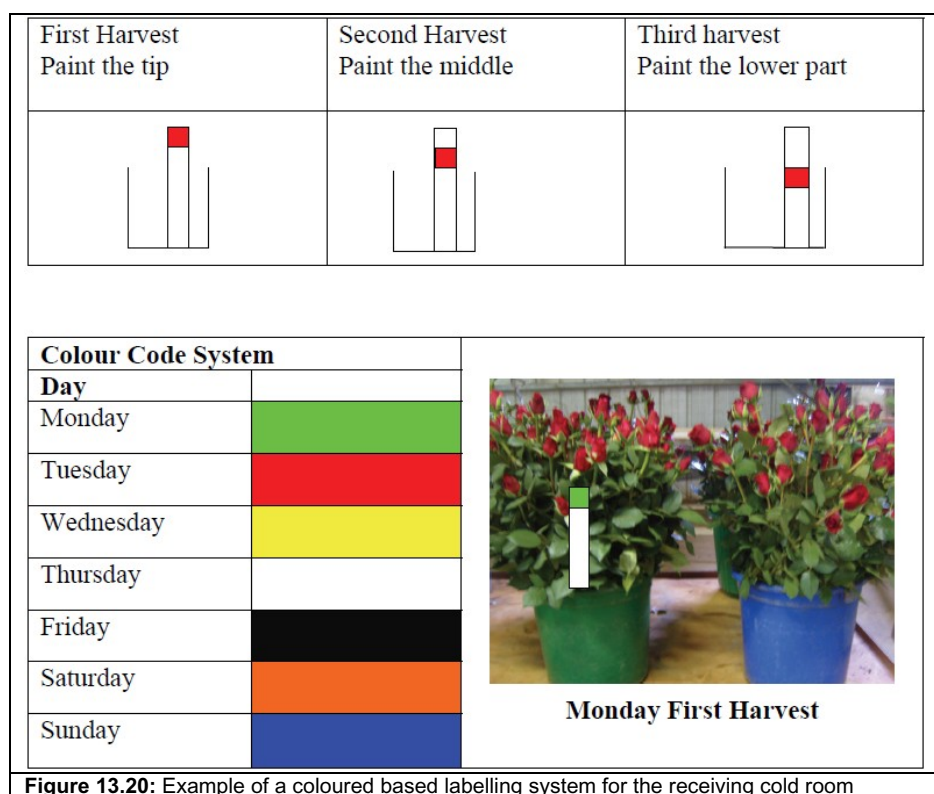 First Harvest
Paint the tip
Second Harvest
Paint the middle
Third harvest
Paint the lower part
Colour Code System
Day
Monday
Tuesday
Wednesday
Thursday
Friday
Saturday
Sunday
Monday First Harvest
Figure 13.20: Example of a coloured based labelling system for the receiving cold room